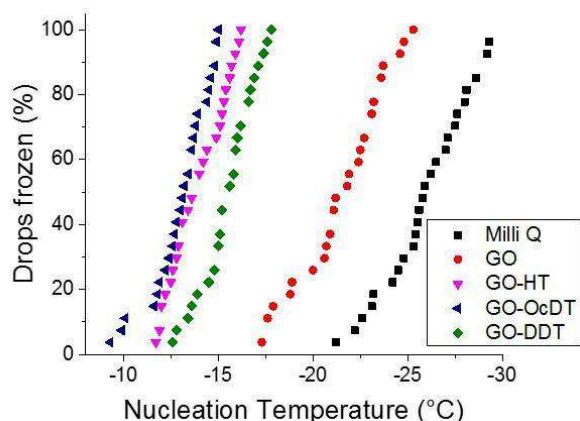 100
80
60
40
20
0
Drops frozen (%)
Milli Q
GO
GO-HT
GO-OcDT
GO-DDT
-10 -15 -20 -25 -30
Nucleation Temperature (°C)